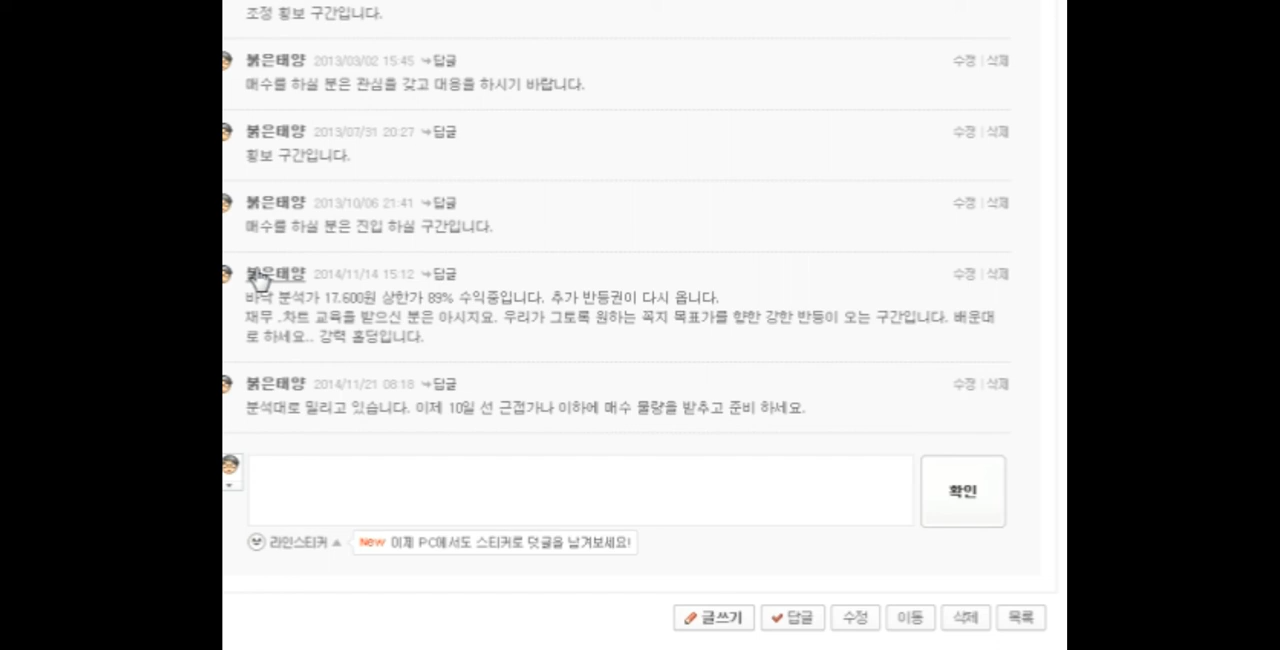 조정 횡보 구간입니다.
붉은태양 2013/03/02 15:45 답글 수정 | 삭제
매수를 하실 분은 관심을 갖고 대응을 하시기 바랍니다.
붉은태양 2013/07/31 20:27 답글 수정 | 삭제
횡보 구간입니다.
붉은태양 2013/10/06 21:41 답글 수정 | 삭제
매수를 하실 분은 진입 하실 구간입니다.
붉은태양 2014/11/14 15:12 답글 수정 | 삭제
바닥 분석가 17.600원 상한가 89% 수익중입니다. 추가 반등권이 다시 옵니다.
재무 .차트 교육을 받으신 분은 아시지요. 우리가 그토록 원하는 꼭지 목표가를 향한 강한 반등이 오는 구간입니다. 배운대
로 하세요.. 강력 홀딩입니다.
붉은태양 2014/11/21 08:18 답글 수정 | 삭제
분석대로 밀리고 있습니다. 이제 10일 선 근접가나 이하에 매수 물량을 받추고 준비 하세요.
확인
라인스티커 New 이제 PC에서도 스티커로 덧글을 남겨보세요!
글쓰기 답글 수정 이동 삭제 목록